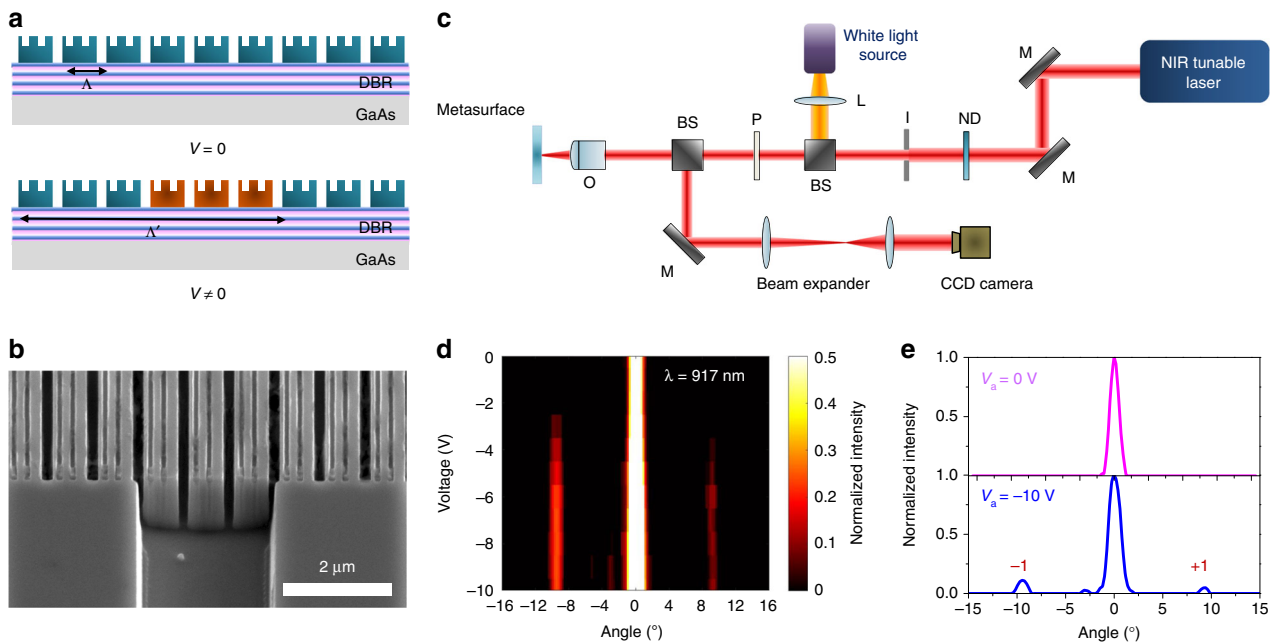 a
Λ
DBR
GaAs
V = 0
Λ′
DBR
GaAs
V ≠ 0
b
2 μm
c
White light
source
L
Metasurface
O
BS
P
BS
I
ND
M
M
NIR tunable
laser
M
Beam expander
CCD camera
d
λ = 917 nm
Voltage (V)
0
−2
−4
−6
−8
−10
−16
−12
−8
−4
0
4
8
12
16
Angle (°)
0.5
0.4
0.3
0.2
0.1
0
Normalized intensity
e
Normalized intensity
1.0
0.5
1.0
0.5
0.0
Va = 0 V
Va = −10 V
−1
+1
−15
−10
−5
0
5
10
15
Angle (°)